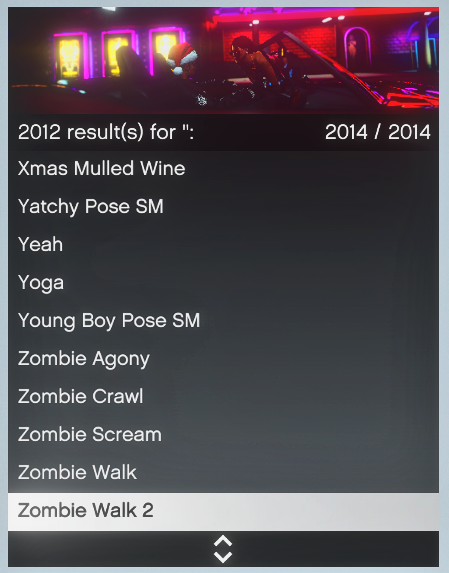 2012 result(s) for '': 2014 / 2014
Xmas Mulled Wine
Yatchy Pose SM
Yeah
Yoga
Young Boy Pose SM
Zombie Agony
Zombie Crawl
Zombie Scream
Zombie Walk
Zombie Walk 2